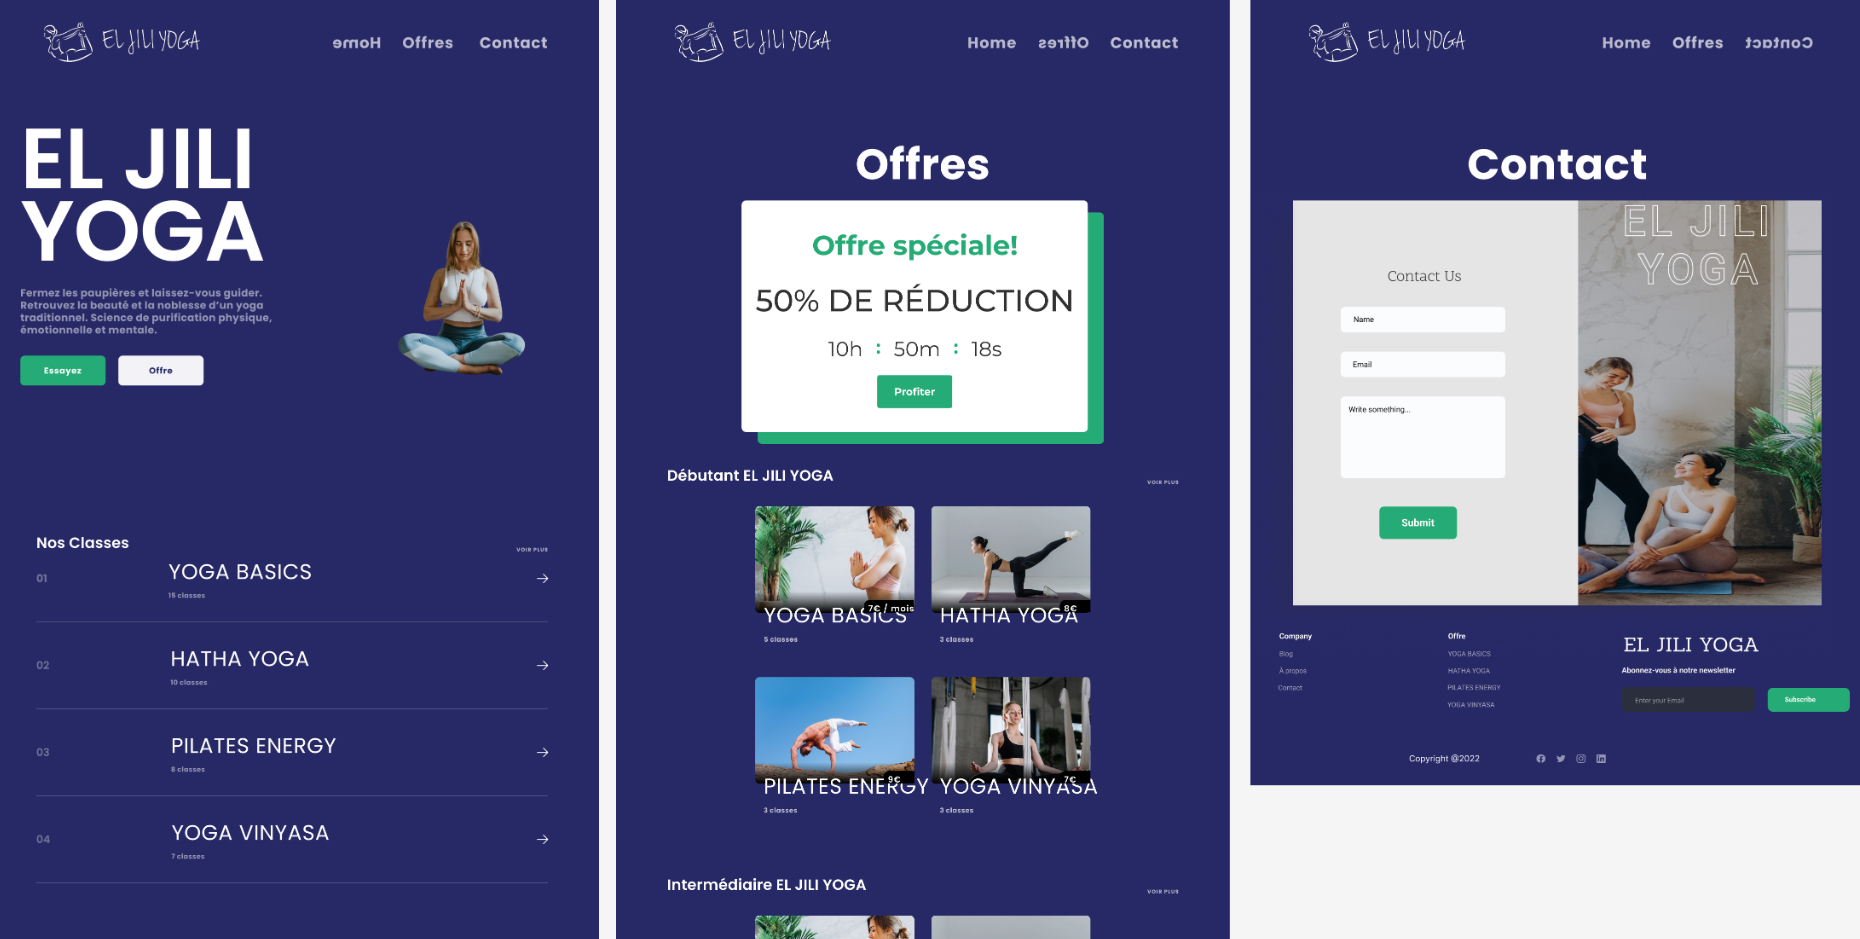 EL JILI YOGA
Home Offres Contact
EL JILI
YOGA
Fermez les paupières et laissez-vous guider.
Retrouvez la beauté et la noblesse d'un yoga
traditionnel. Science de purification physique,
émotionnelle et mentale.
Essayez Offre
Nos Classes
VOIR PLUS
01 YOGA BASICS
15 classes
02 HATHA YOGA
10 classes
03 PILATES ENERGY
8 classes
04 YOGA VINYASA
7 classes
EL JILI YOGA
Home Offres Contact
Offres
Offre spéciale!
50% DE RÉDUCTION
10h : 50m : 18s
Profiter
Débutant EL JILI YOGA
VOIR PLUS
7€ / mois
YOGA BASICS
5 classes
8€
HATHA YOGA
3 classes
9€
PILATES ENERGY
3 classes
7€
YOGA VINYASA
3 classes
Intermédiaire EL JILI YOGA
VOIR PLUS
EL JILI YOGA
Home Offres Contact
Contact
Contact Us
Name
Email
Write something...
Submit
EL JILI
YOGA
Company
Blog
À propos
Contact
Offre
YOGA BASICS
HATHA YOGA
PILATES ENERGY
YOGA VINYASA
EL JILI YOGA
Abonnez-vous à notre newsletter
Enter your Email
Subscribe
Copyright @2022